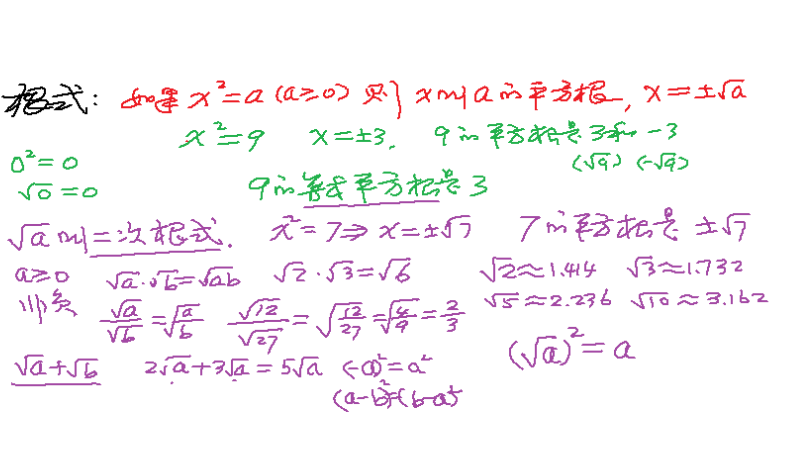 根式: 如果 x²=a (a≥0) 则 x叫a的平方根, x=±√a
x²=9 x=±3. 9的平方根是3和-3
0²=0 (√9) (-√9)
√0=0 9的算术平方根是3
√a叫二次根式. x²=7⇒x=±√7 7的平方根是 ±√7
a≥0 √a·√b=√ab √2·√3=√6 √2≈1.414 √3≈1.732
非负 √a/√b=√(a/b) √12/√27=√(12/27)=√(4/9)=2/3 √5≈2.236 √10≈3.162
√a+√b 2√a+3√a=5√a (-a)²=a² (√a)²=a
(a-b)²=(b-a)²